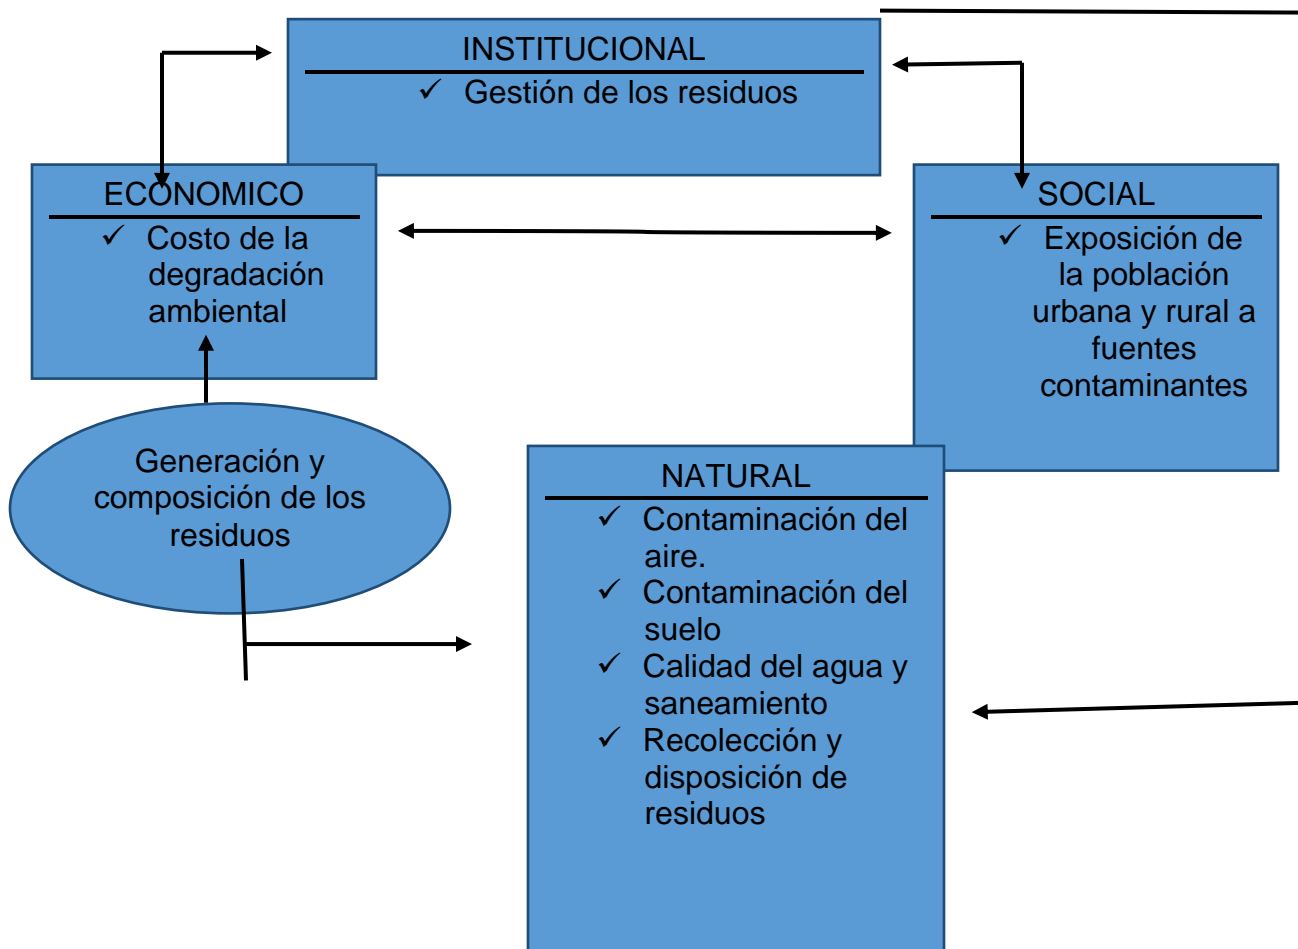 INSTITUCIONAL
✓ Gestión de los residuos
ECONOMICO
✓ Costo de la
degradación
ambiental
SOCIAL
✓ Exposición de
la población
urbana y rural a
fuentes
contaminantes
Generación y
composición de los
residuos
NATURAL
✓ Contaminación del
aire.
✓ Contaminación del
suelo
✓ Calidad del agua y
saneamiento
✓ Recolección y
disposición de
residuos